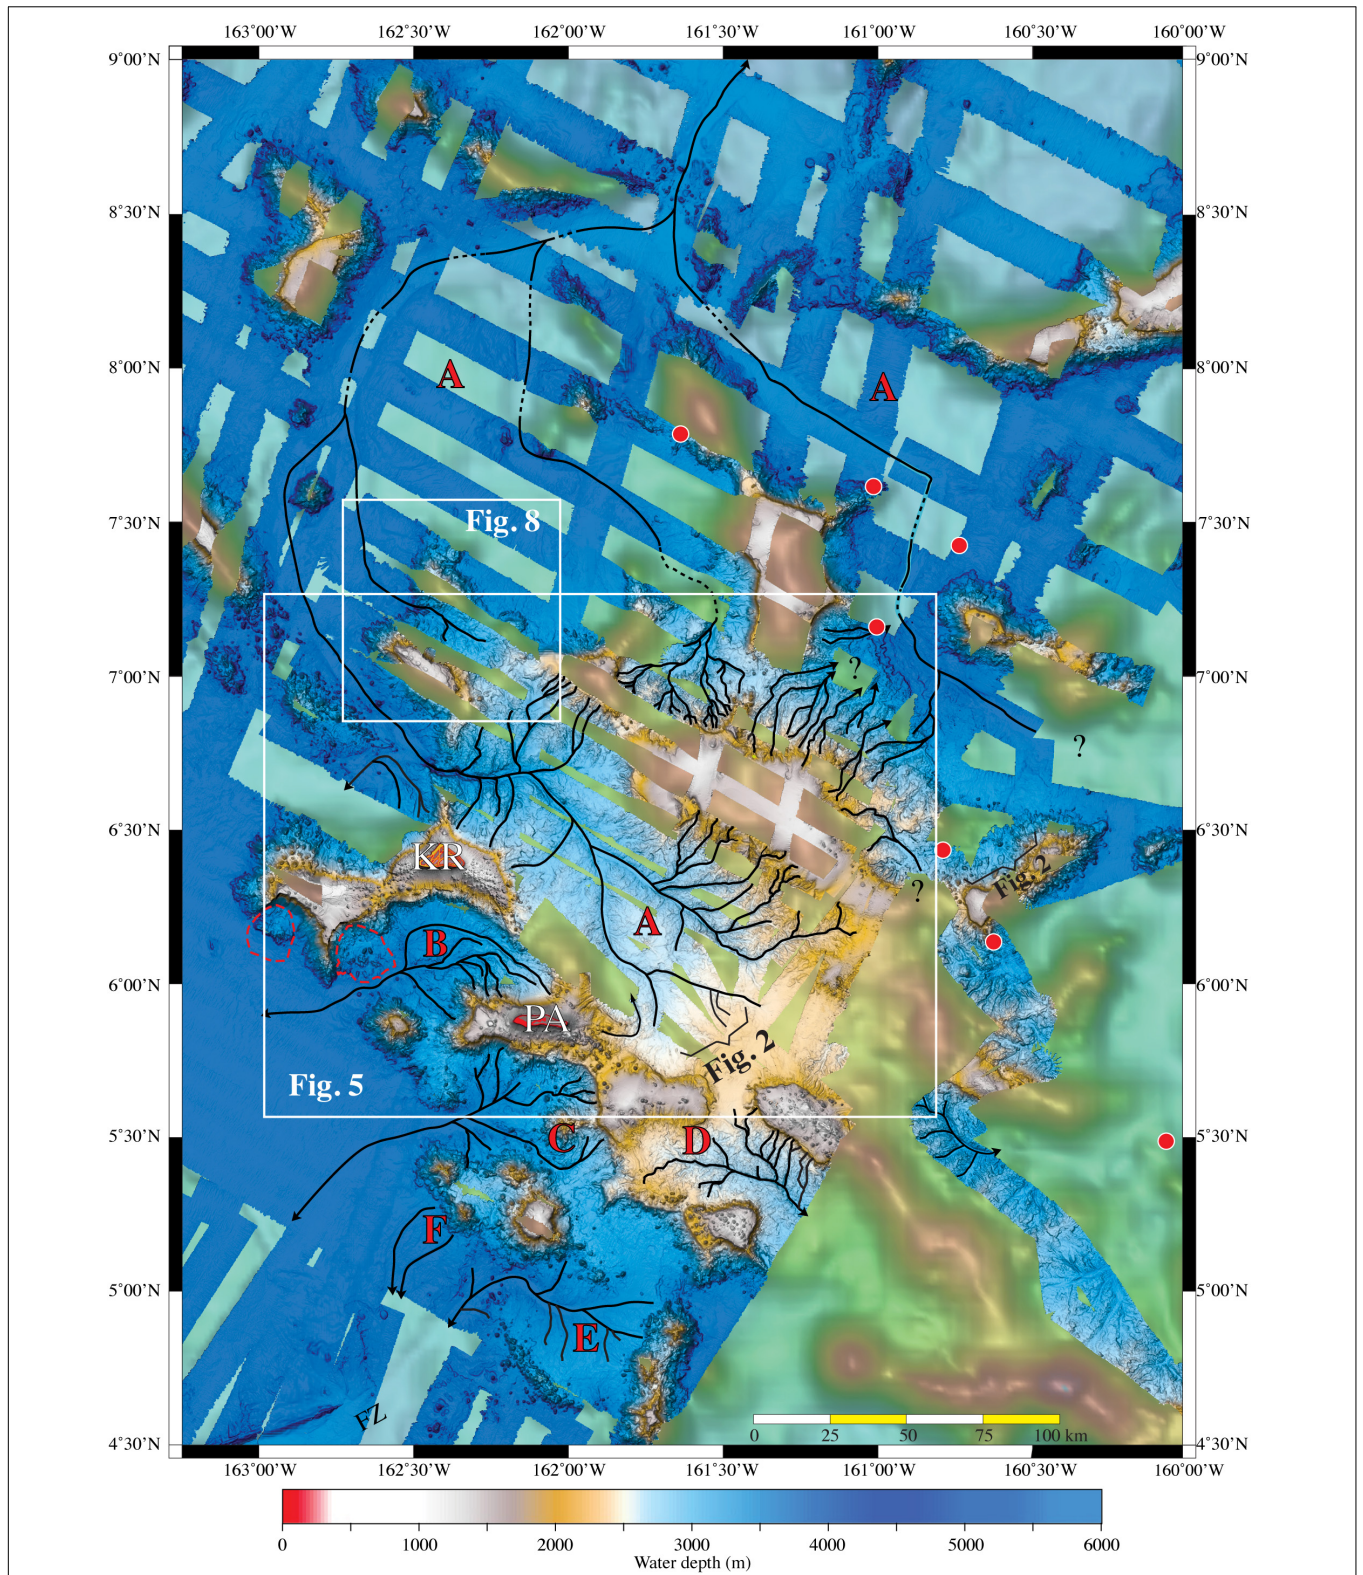 163°00’W 162°30’W 162°00’W 161°30’W 161°00’W 160°30’W 160°00’W
9°00’N 9°00’N
8°30’N 8°30’N
8°00’N 8°00’N
A A
Fig. 8
7°30’N 7°30’N
7°00’N ? 7°00’N
?
6°30’N 6°30’N
KR
Fig. 2
?
A
B
6°00’N 6°00’N
PA
Fig. 2
Fig. 5
5°30’N C D 5°30’N
F
5°00’N 5°00’N
E
FZ
0 25 50 75 100 km
4°30’N 4°30’N
163°00’W 162°30’W 162°00’W 161°30’W 161°00’W 160°30’W 160°00’W
0 1000 2000 3000 4000 5000 6000
Water depth (m)